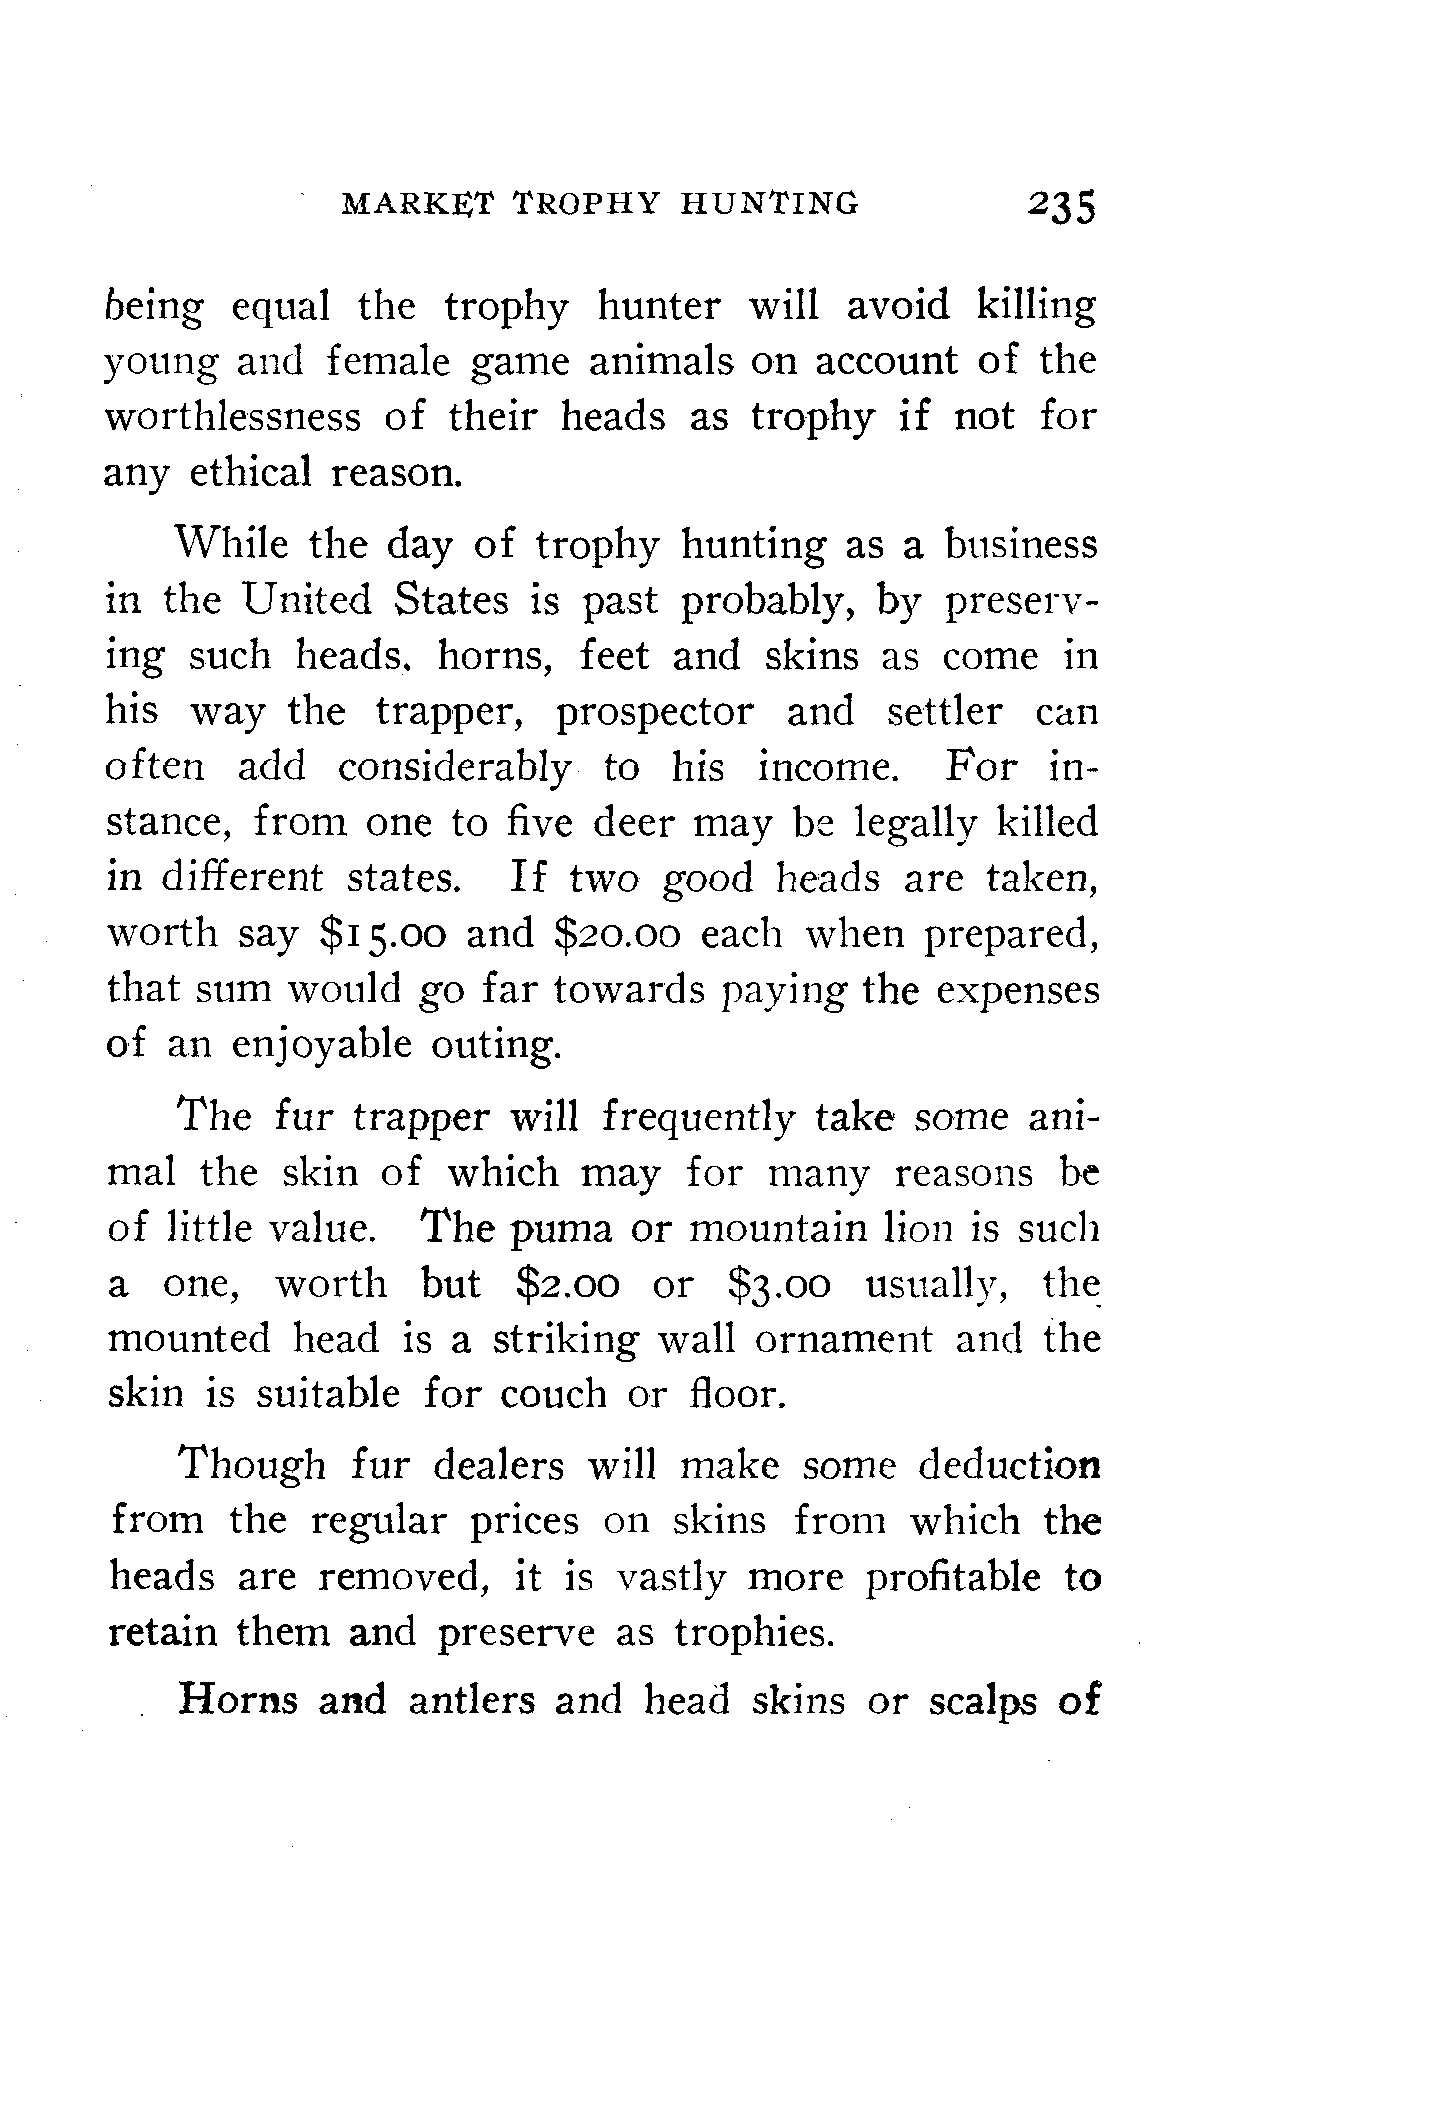 MARKET TROPHY HUNTING 235
being equal the trophy hunter will avoid killing
young and female game animals on account of the
worthlessness of their heads as trophy if not for
any ethical reason.
While the day of trophy hunting as a business
in the United States is past probably, by preserv-
ing such heads, horns, feet and skins as come in
his way the trapper, prospector and settler can
often add considerably to his income. For in-
stance, from one to five deer may be legally killed
in different states. If two good heads are taken,
worth say $15.00 and $20.00 each when prepared,
that sum would go far towards paying the expenses
of an enjoyable outing.
The fur trapper will frequently take some ani-
mal the skin of which may for many reasons be
of little value. The puma or mountain lion is such
a one, worth but $2.00 or $3.00 usually, the
mounted head is a striking wall ornament and the
skin is suitable for couch or floor.
Though fur dealers will make some deduction
from the regular prices on skins from which the
heads are removed, it is vastly more profitable to
retain them and preserve as trophies.
Horns and antlers and head skins or scalps of